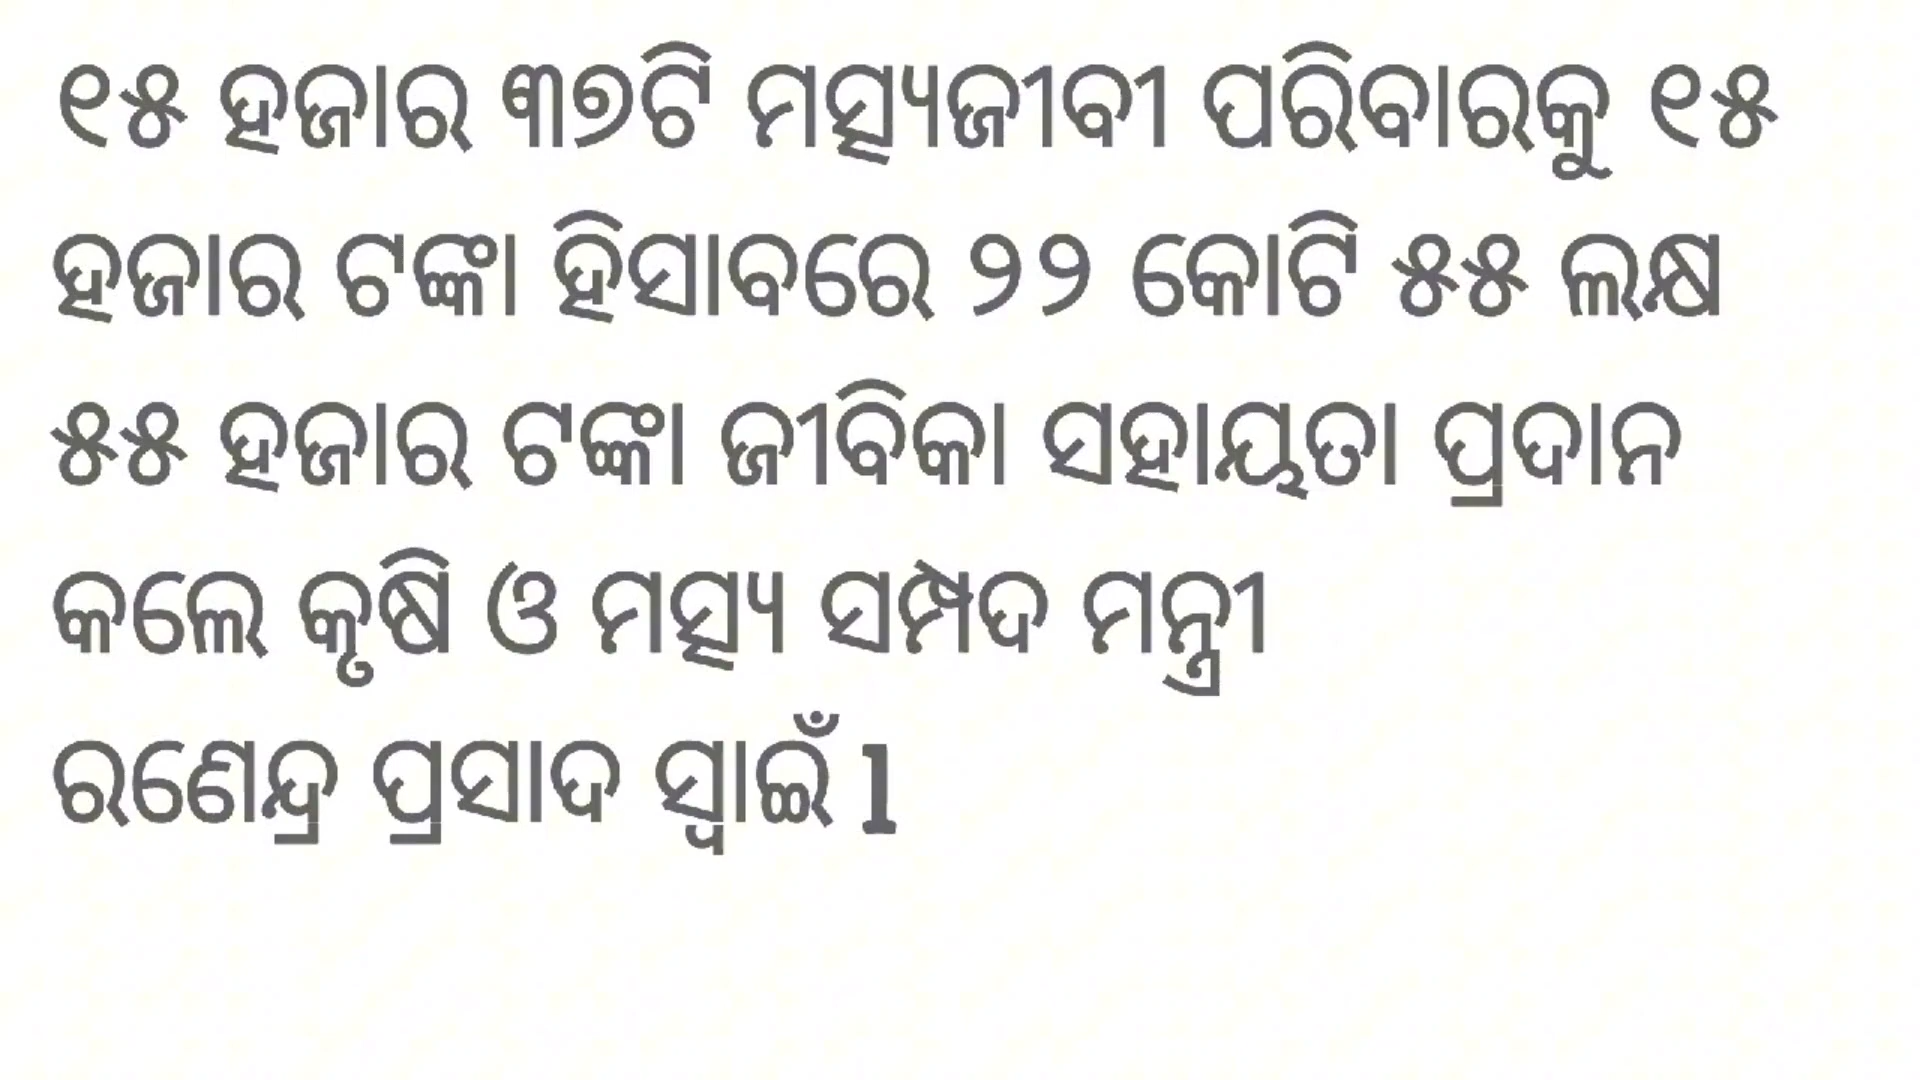 ୧୫ ହଜାର ୩୭ଟି ମତ୍ସ୍ୟଜୀବୀ ପରିବାରକୁ ୧୫
ହଜାର ଟଙ୍କା ହିସାବରେ ୨୨ କୋଟି ୫୫ ଲକ୍ଷ
୫୫ ହଜାର ଟଙ୍କା ଜୀବିକା ସହାୟତା ପ୍ରଦାନ
କଲେ କୃଷି ଓ ମତ୍ସ୍ୟ ସମ୍ପଦ ମନ୍ତ୍ରୀ
ରଣେନ୍ଦ୍ର ପ୍ରସାଦ ସ୍ୱାଇଁ l